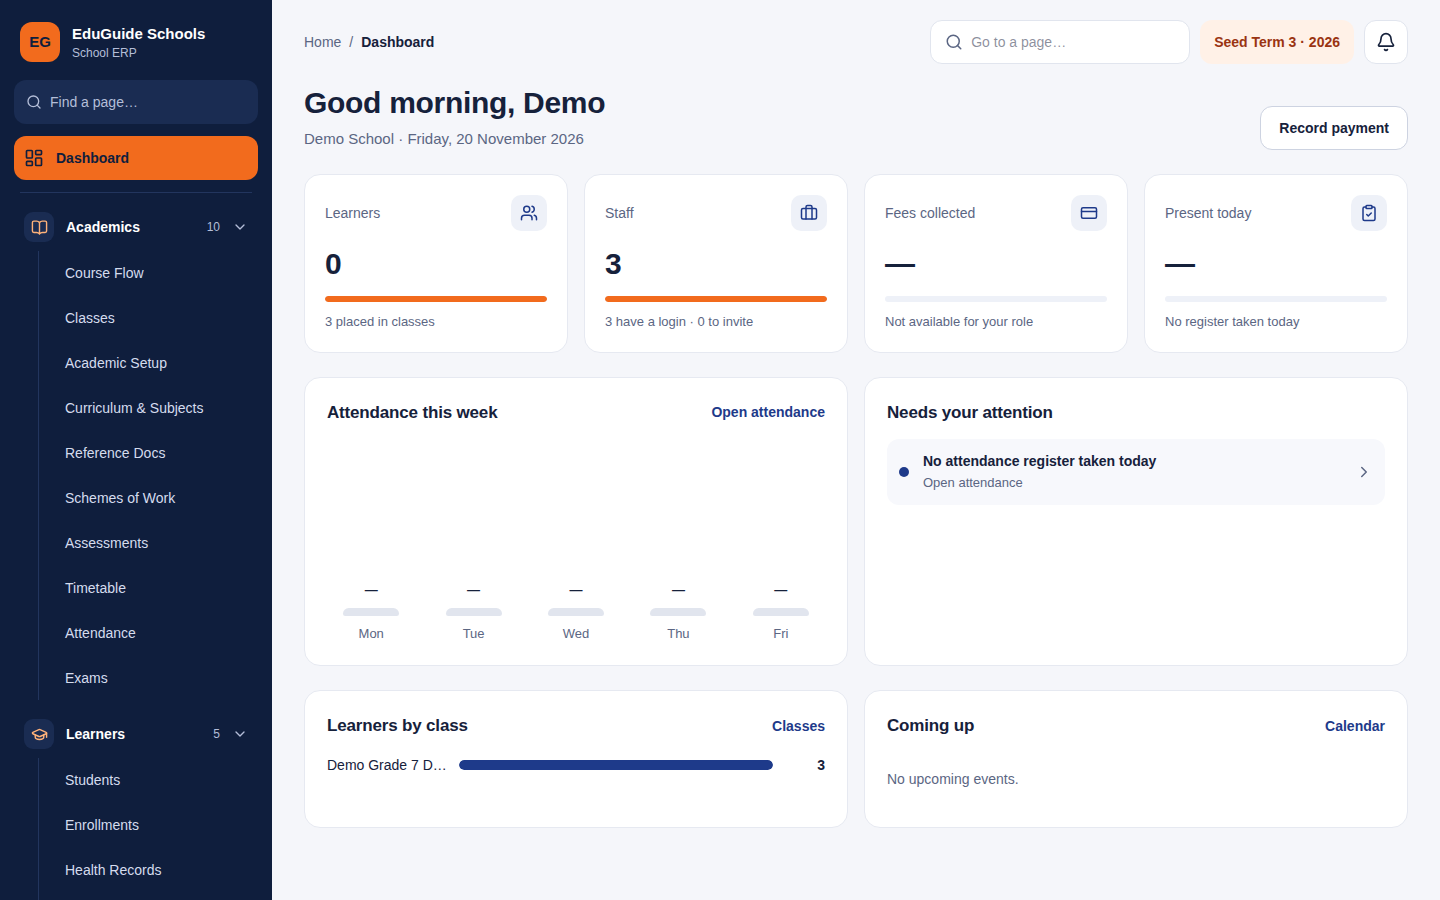 EG
EduGuide Schools
School ERP
Find a page…
Dashboard
Academics 10
Course Flow
Classes
Academic Setup
Curriculum & Subjects
Reference Docs
Schemes of Work
Assessments
Timetable
Attendance
Exams
Learners 5
Students
Enrollments
Health Records
Home / Dashboard
Go to a page…
Seed Term 3 · 2026
Good morning, Demo
Demo School · Friday, 20 November 2026
Record payment
Learners
0
3 placed in classes
Staff
3
3 have a login · 0 to invite
Fees collected
—
Not available for your role
Present today
—
No register taken today
Attendance this week
Open attendance
— — — — —
Mon Tue Wed Thu Fri
Needs your attention
No attendance register taken today
Open attendance
Learners by class
Classes
Demo Grade 7 D… 3
Coming up
Calendar
No upcoming events.